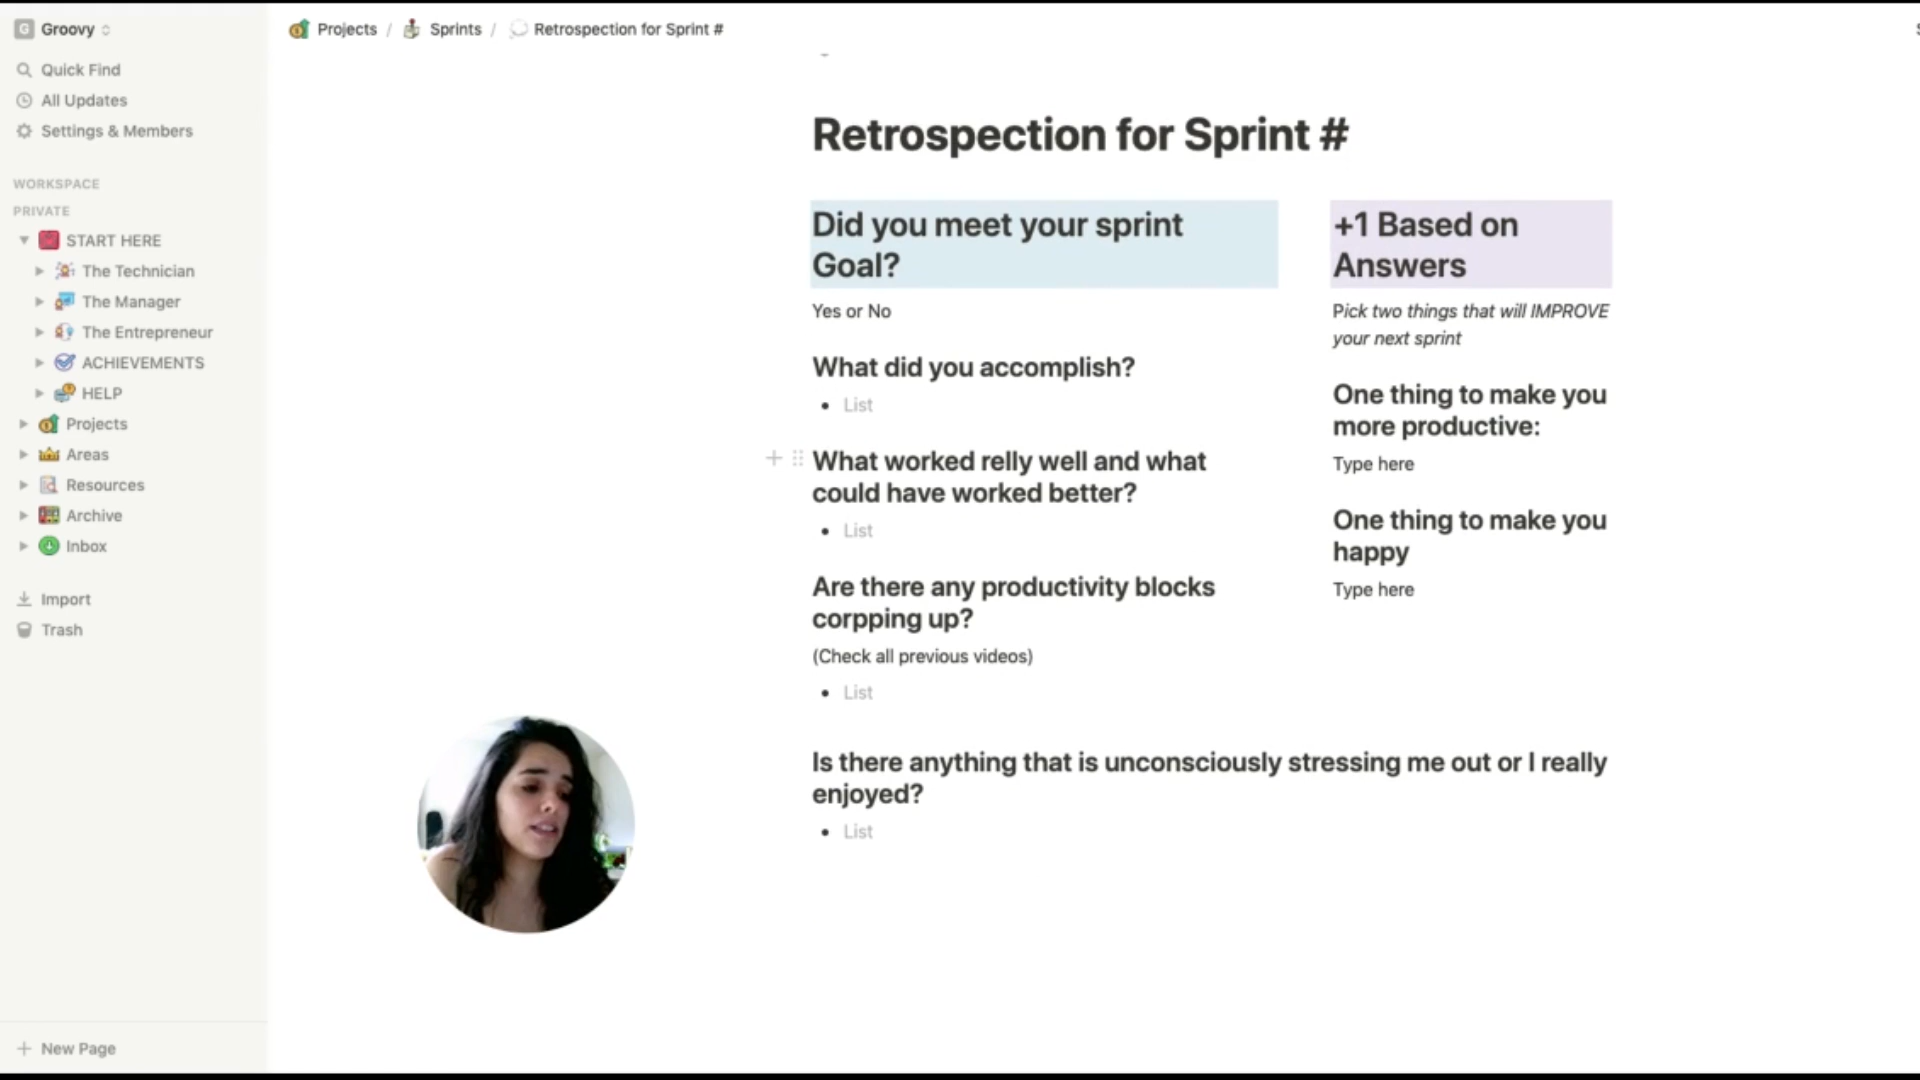 G Groovy
Quick Find
All Updates
Settings & Members
WORKSPACE
PRIVATE
START HERE
The Technician
The Manager
The Entrepreneur
ACHIEVEMENTS
HELP
Projects
Areas
Resources
Archive
Inbox
Import
Trash
New Page
Projects / Sprints / Retrospection for Sprint #
Retrospection for Sprint #
Did you meet your sprint
Goal?
Yes or No
What did you accomplish?
• List
What worked relly well and what
could have worked better?
• List
Are there any productivity blocks
corpping up?
(Check all previous videos)
• List
+1 Based on
Answers
Pick two things that will IMPROVE
your next sprint
One thing to make you
more productive:
Type here
One thing to make you
happy
Type here
Is there anything that is unconsciously stressing me out or I really
enjoyed?
• List